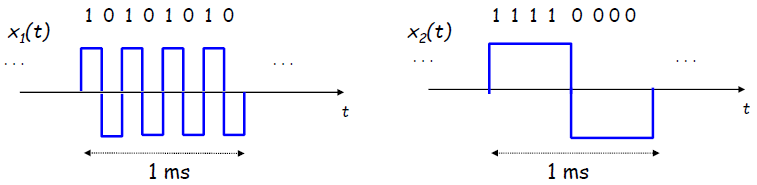 1 0 1 0 1 0 1 0
x₁(t)
. . .
. . .
t
1 ms
1 1 1 1 0 0 0 0
x₂(t)
. . .
. . .
t
1 ms